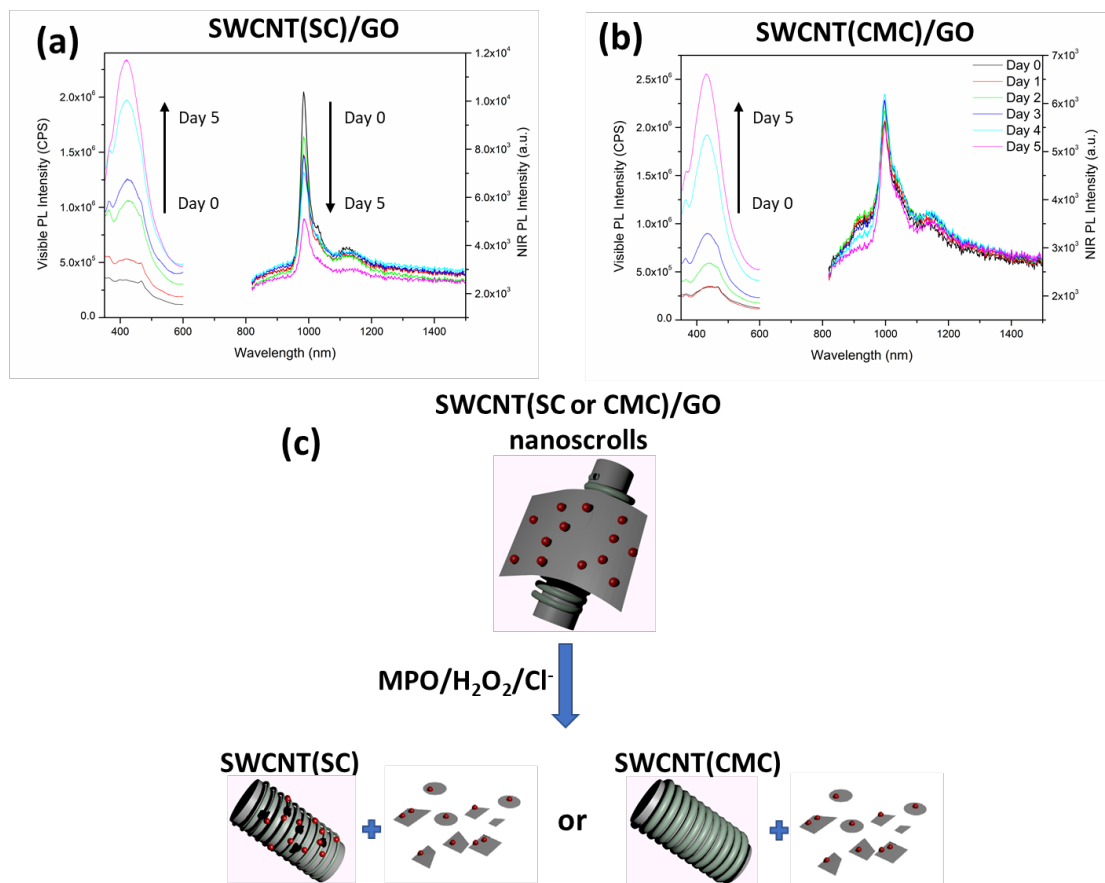 SWCNT(SC)/GO
(a)
Visible PL Intensity (CPS)
2.0x10⁶
1.5x10⁶
1.0x10⁶
5.0x10⁵
0.0
Day 5
Day 0
Day 0
Day 5
1.2x10⁴
1.0x10⁴
8.0x10³
6.0x10³
4.0x10³
2.0x10³
NIR PL Intensity (a.u.)
400 600 800 1000 1200 1400
Wavelength (nm)
SWCNT(CMC)/GO
(b)
Visible PL Intensity (CPS)
2.5x10⁶
2.0x10⁶
1.5x10⁶
1.0x10⁶
5.0x10⁵
0.0
Day 5
Day 0
Day 0
Day 1
Day 2
Day 3
Day 4
Day 5
7x10³
6x10³
5x10³
4x10³
3x10³
2x10³
NIR PL Intensity (a.u.)
400 600 800 1000 1200 1400
Wavelength (nm)
SWCNT(SC or CMC)/GO
(c)
nanoscrolls
MPO/H₂O₂/Cl⁻
SWCNT(SC)
or
SWCNT(CMC)